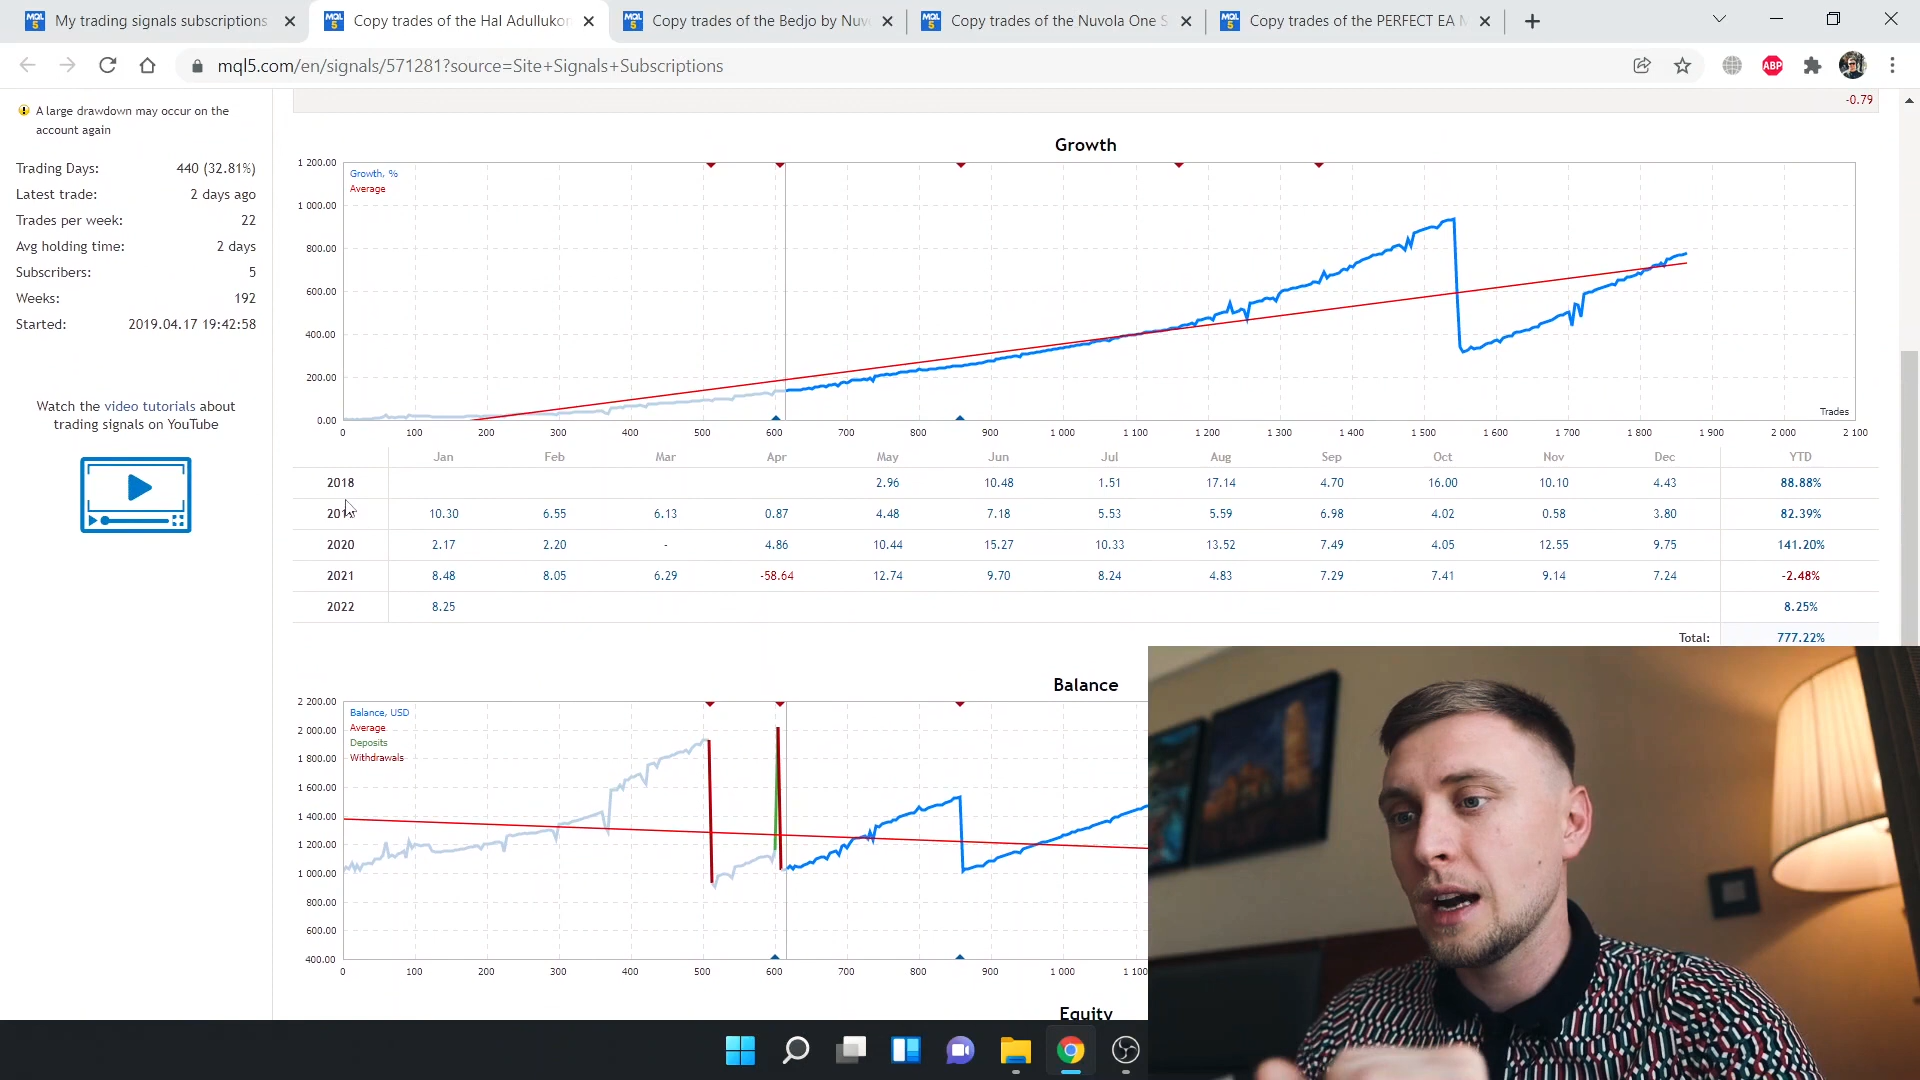 My trading signals subscriptions
Copy trades of the Hal Adullukon
Copy trades of the Bedjo by Nuv
Copy trades of the Nuvola One S
Copy trades of the PERFECT EA M
mql5.com/en/signals/571281?source=Site+Signals+Subscriptions
ABP
A large drawdown may occur on the
account again
Trading Days: 440 (32.81%)
Latest trade: 2 days ago
Trades per week: 22
Avg holding time: 2 days
Subscribers: 5
Weeks: 192
Started: 2019.04.17 19:42:58
Watch the video tutorials about
trading signals on YouTube
-0.79
Growth
Growth, %
Average
1 200.00
1 000.00
800.00
600.00
400.00
200.00
0.00
Trades
0 100 200 300 400 500 600 700 800 900 1 000 1 100 1 200 1 300 1 400 1 500 1 600 1 700 1 800 1 900 2 000 2 100
Jan Feb Mar Apr May Jun Jul Aug Sep Oct Nov Dec YTD
2018 2.96 10.48 1.51 17.14 4.70 16.00 10.10 4.43 88.88%
10.30 6.55 6.13 0.87 4.48 7.18 5.53 5.59 6.98 4.02 0.58 3.80 82.39%
2020 2.17 2.20 - 4.86 10.44 15.27 10.33 13.52 7.49 4.05 12.55 9.75 141.20%
2021 8.48 8.05 6.29 -58.64 12.74 9.70 8.24 4.83 7.29 7.41 9.14 7.24 -2.48%
2022 8.25 8.25%
Total: 777.22%
Balance
Balance, USD
Average
Deposits
Withdrawals
2 200.00
2 000.00
1 800.00
1 600.00
1 400.00
1 200.00
1 000.00
800.00
600.00
400.00
0 100 200 300 400 500 600 700 800 900 1 000 1 100
Equity